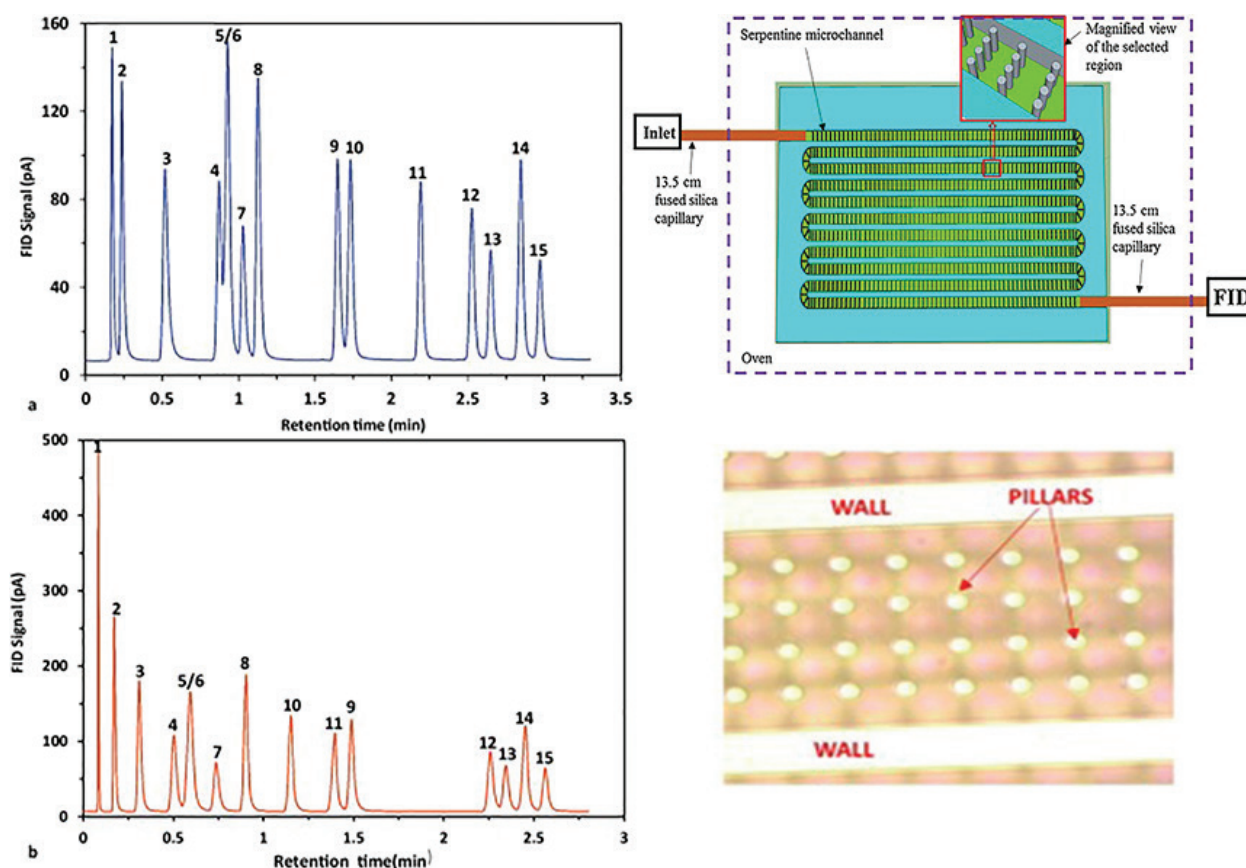 160
120
80
40
0
FID Signal (pA)
1
2
3
4
5/6
7
8
9
10
11
12
13
14
15
0
0.5
1
1.5
2
2.5
3
3.5
Retention time (min)
a
Serpentine microchannel
Magnified view
of the selected
region
Inlet
13.5 cm
fused silica
capillary
13.5 cm
fused silica
capillary
FID
Oven
500
400
300
200
100
0
FID Signal (pA)
1
2
3
4
5/6
7
8
10
11
9
12
13
14
15
0
0.5
1
1.5
2
2.5
3
Retention time(min)
b
WALL
PILLARS
WALL